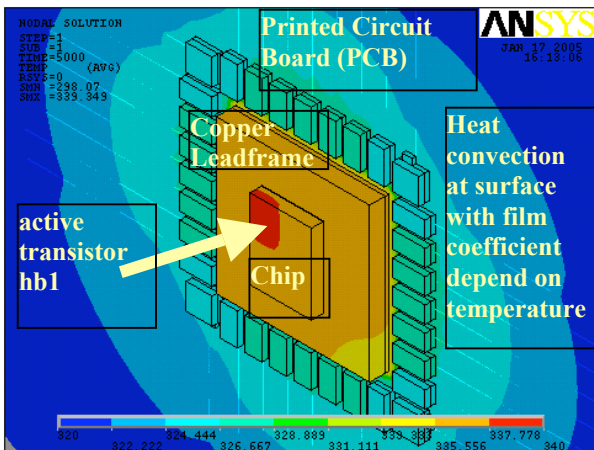 NODAL SOLUTION
STEP=1
SUB =1
TIME=5000
TEMP (AVG)
RSYS=0
SMN =298.07
SMX =339.349
Printed Circuit
Board (PCB)
ANSYS
JAN 17 2005
16:13:06
Copper
Leadframe
Heat
convection
at surface
with film
coefficient
depend on
temperature
active
transistor
hb1
Chip
320 324.444 328.889 333.333 337.778
322.222 326.667 331.111 335.556 340